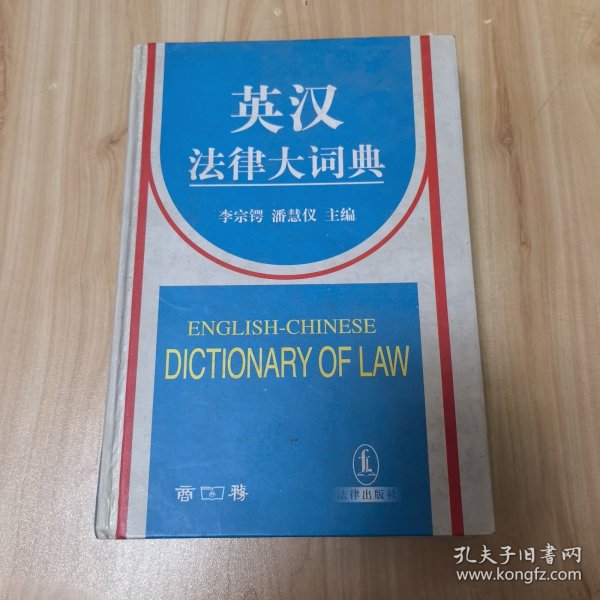 英汉
法律大词典
李宗锷 潘慧仪 主编
ENGLISH-CHINESE
DICTIONARY OF LAW
商务
法律出版社
孔夫子旧书网
www.kongfz.com